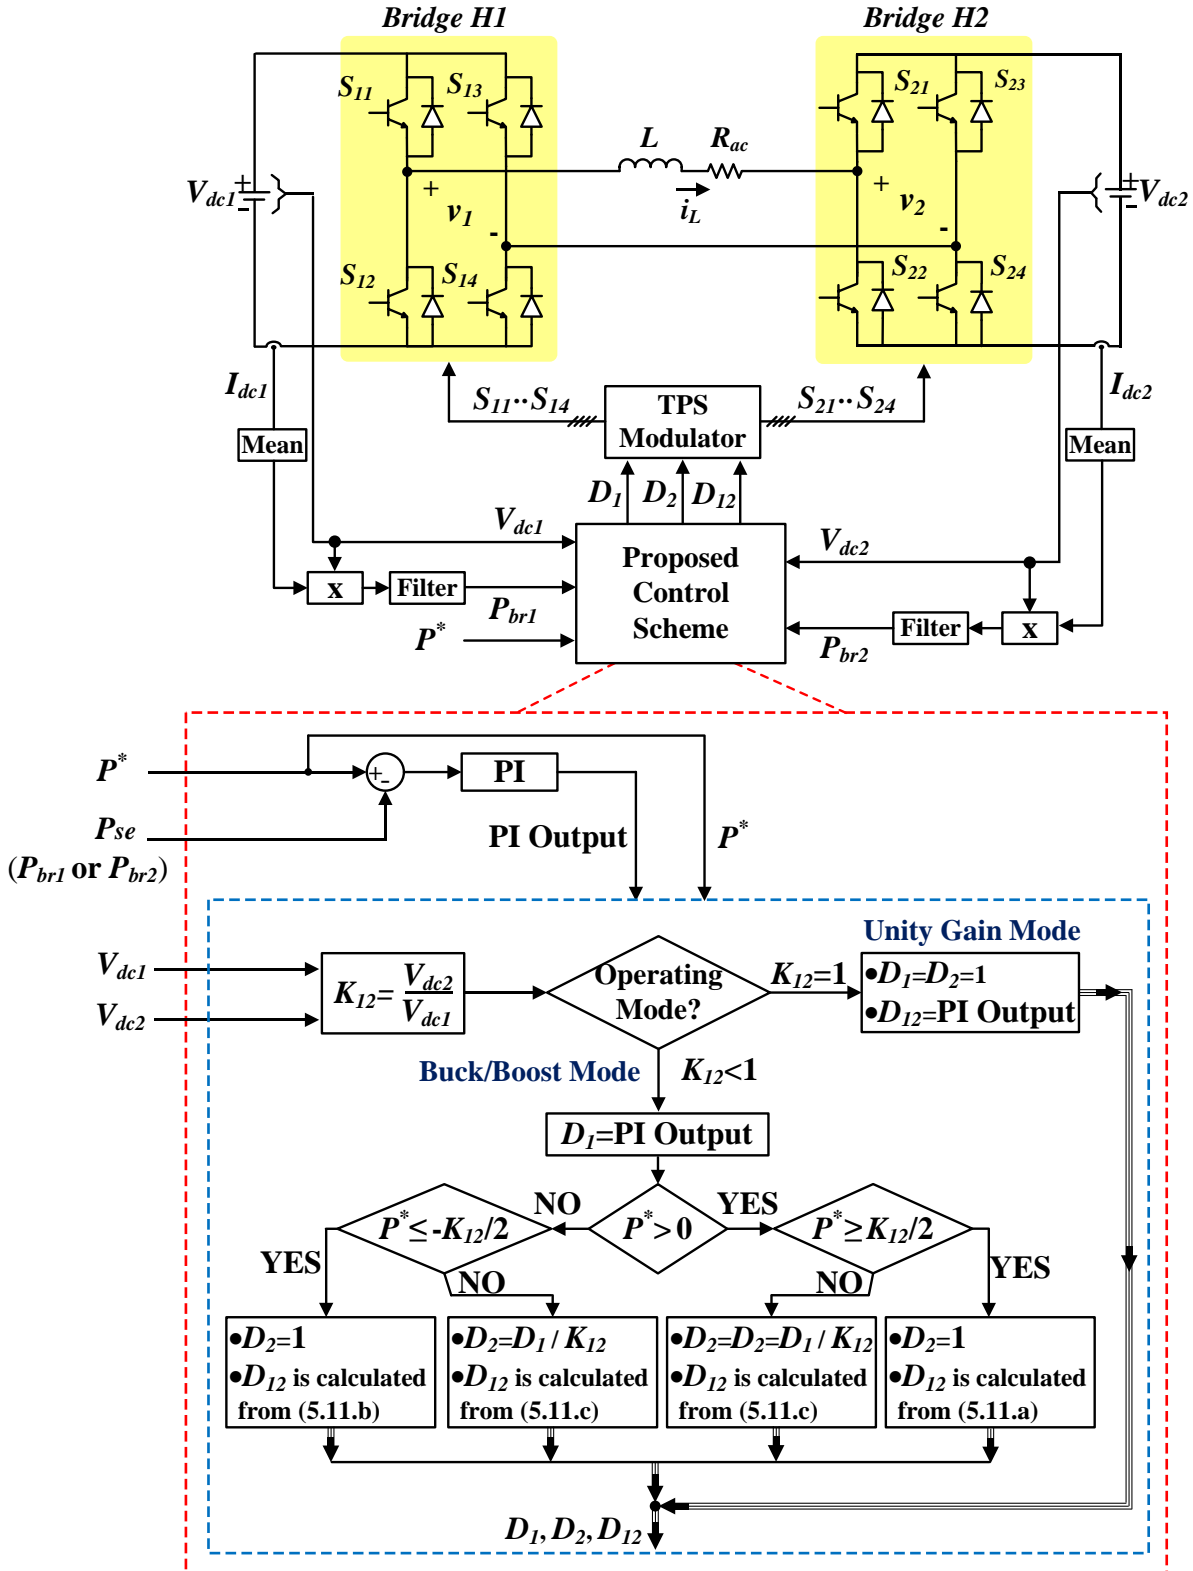 Bridge H1
Bridge H2
S11
S13
S21
S23
L
Rac
Vdc1
+
-
+
v1
-
iL
+
v2
-
+
-
Vdc2
S12
S14
S22
S24
Idc1
S11··S14
TPS
Modulator
S21··S24
Idc2
Mean
Mean
D1
D2
D12
Vdc1
Proposed
Control
Scheme
Vdc2
x
Filter
Pbr1
P*
Pbr2
Filter
x
P*
+
-
PI
Pse
(Pbr1 or Pbr2)
PI Output
P*
Unity Gain Mode
Vdc1
Vdc2
K12= Vdc2
Vdc1
Operating
Mode?
K12=1
●D1=D2=1
●D12=PI Output
Buck/Boost Mode
K12<1
D1=PI Output
P*≤ -K12/2
NO
P*>0
YES
P*≥K12/2
YES
NO
NO
YES
●D2=1
●D12 is calculated
from (5.11.b)
●D2=D1 / K12
●D12 is calculated
from (5.11.c)
●D2=D2=D1 / K12
●D12 is calculated
from (5.11.c)
●D2=1
●D12 is calculated
from (5.11.a)
D1, D2, D12